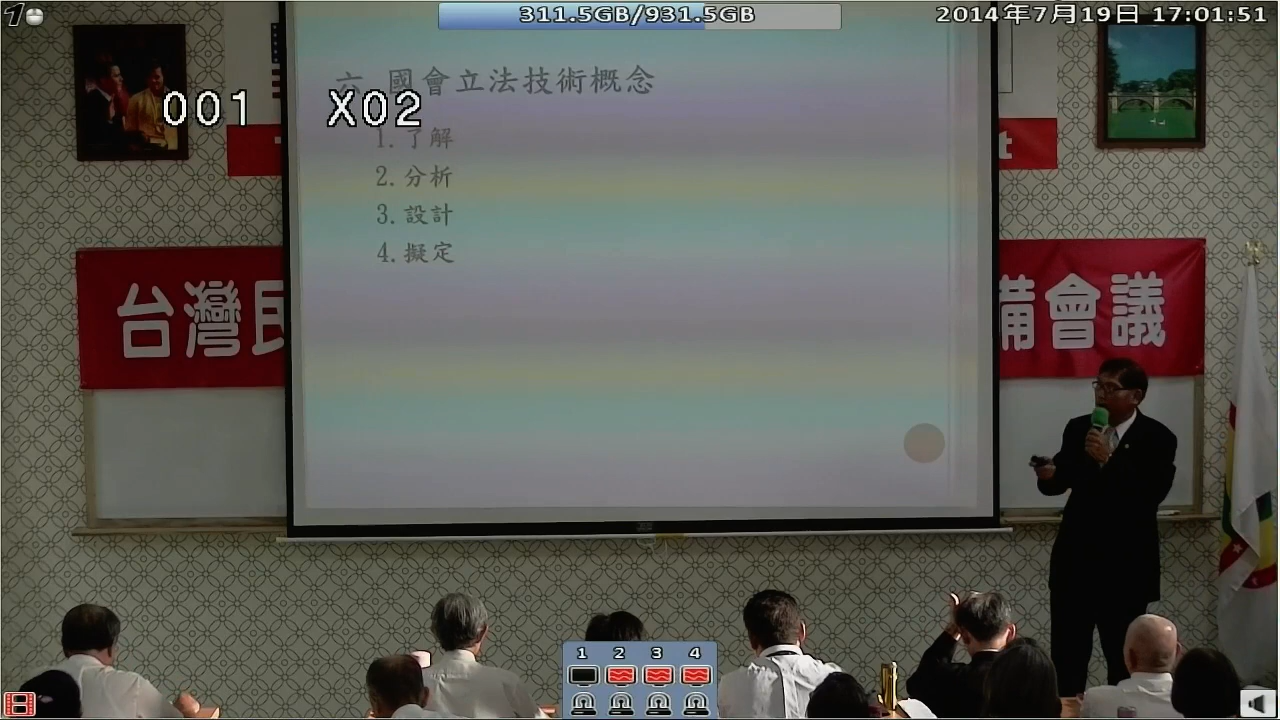 1
311.5GB/931.5GB
2014年7月19日 17:01:51
六、國會立法技術概念
001 X02
1.了解
2.分析
3.設計
4.擬定
t
台灣民
備會議
1 2 3 4